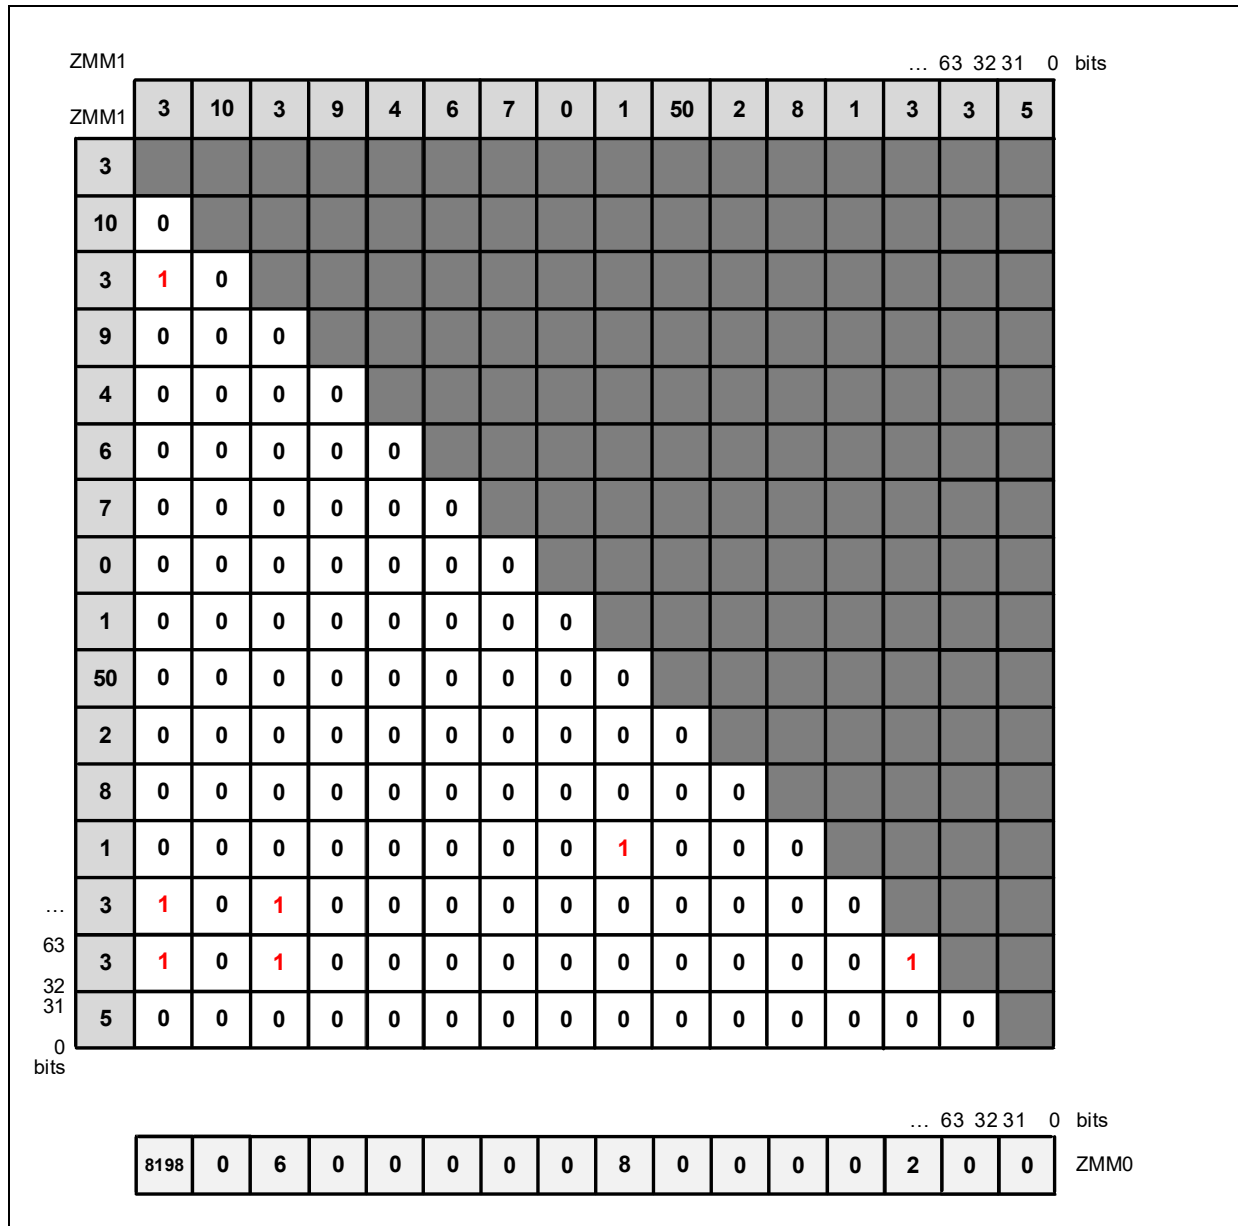 ZMM1 … 63 32 31 0 bits
ZMM1 3 10 3 9 4 6 7 0 1 50 2 8 1 3 3 5
3
10 0
3 1 0
9 0 0 0
4 0 0 0 0
6 0 0 0 0 0
7 0 0 0 0 0 0
0 0 0 0 0 0 0 0
1 0 0 0 0 0 0 0 0
50 0 0 0 0 0 0 0 0 0
2 0 0 0 0 0 0 0 0 0 0
8 0 0 0 0 0 0 0 0 0 0 0
1 0 0 0 0 0 0 0 0 1 0 0 0
… 3 1 0 1 0 0 0 0 0 0 0 0 0 0
63 3 1 0 1 0 0 0 0 0 0 0 0 0 0 1
32
31 5 0 0 0 0 0 0 0 0 0 0 0 0 0 0 0
0
bits
… 63 32 31 0 bits
8198 0 6 0 0 0 0 0 8 0 0 0 0 2 0 0 ZMM0